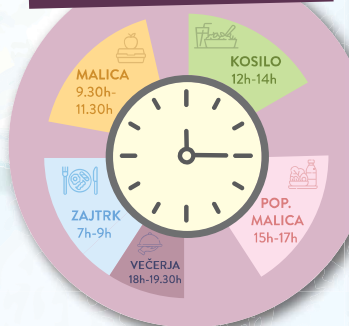 MALICA
9.30h-
11.30h
KOSILO
12h-14h
ZAJTRK
7h-9h
VEČERJA
18h-19.30h
POP.
MALICA
15h-17h